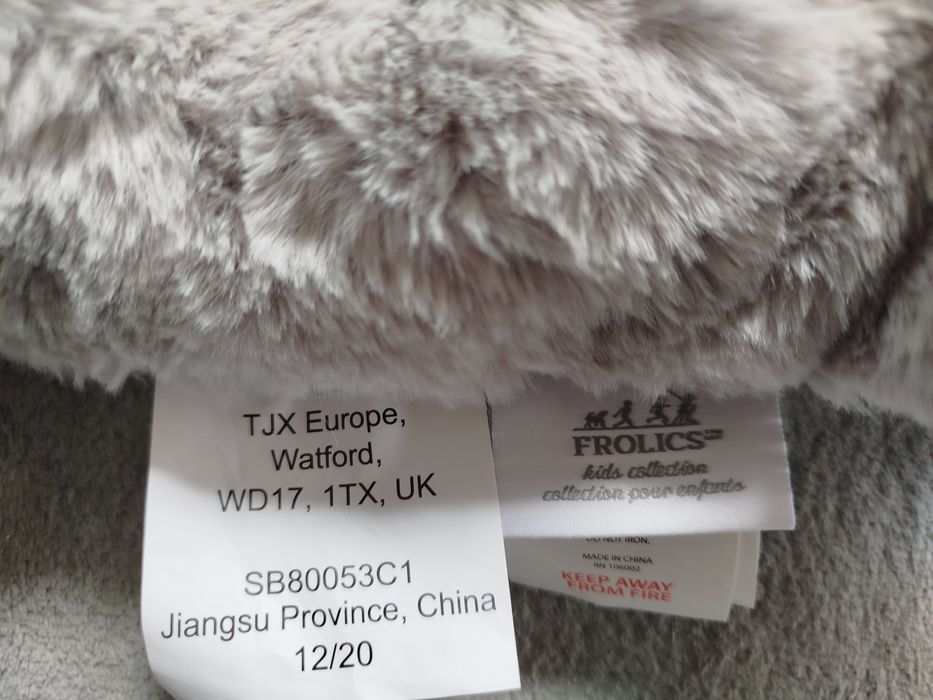 TJX Europe,
Watford,
WD17, 1TX, UK
SB80053C1
Jiangsu Province, China
12/20
FROLICS
kids collection
collection pour enfants
DO NOT IRON.
MADE IN CHINA
RN 106002
KEEP AWAY
FROM FIRE